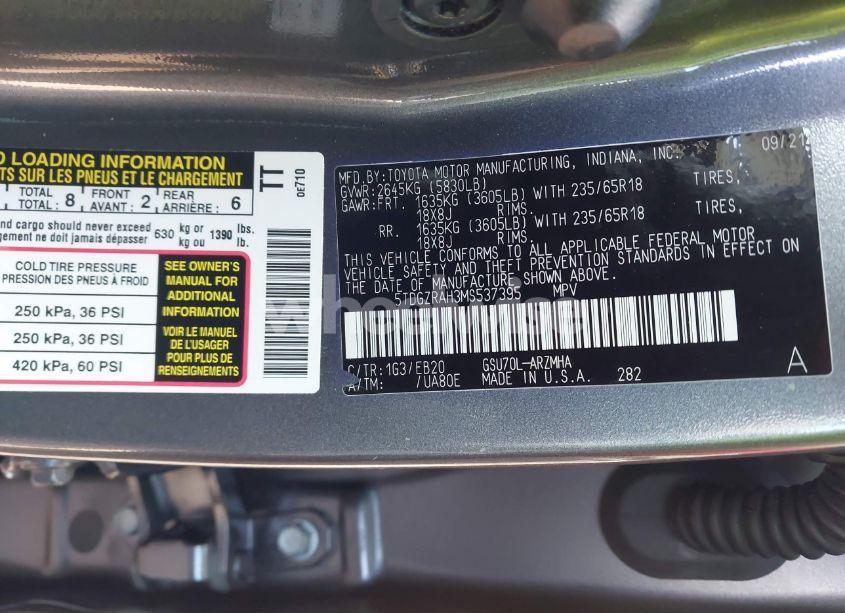 O LOADING INFORMATION
TS SUR LES PNEUS ET LE CHARGEMENT
TOTAL
TOTAL : 8
FRONT
AVANT : 2
REAR
ARRIÈRE : 6
nd cargo should never exceed 630 kg or 1390 lbs.
gement ne doit jamais dépasser kg ou lb.
COLD TIRE PRESSURE
PRESSION DES PNEUS À FROID
250 kPa, 36 PSI
250 kPa, 36 PSI
420 kPa, 60 PSI
SEE OWNER'S
MANUAL FOR
ADDITIONAL
INFORMATION
VOIR LE MANUEL
DE L'USAGER
POUR PLUS DE
RENSEIGNEMENTS
TT
0E710
MFD.BY:TOYOTA MOTOR MANUFACTURING, INDIANA, INC. 09/21
GVWR:2645KG (5830LB)
GAWR:FRT. 1635KG (3605LB) WITH 235/65R18 TIRES,
18X8J RIMS.
RR. 1635KG (3605LB) WITH 235/65R18 TIRES,
18X8J RIMS.
THIS VEHICLE CONFORMS TO ALL APPLICABLE FEDERAL MOTOR
VEHICLE SAFETY AND THEFT PREVENTION STANDARDS IN EFFECT ON
THE DATE OF MANUFACTURE SHOWN ABOVE.
5TDGZRAH3MS537395 MPV
C/TR:1G3/EB20 GSU70L-ARZMHA
A/TM: /UA80E MADE IN U.S.A. 282
A
wheelwise